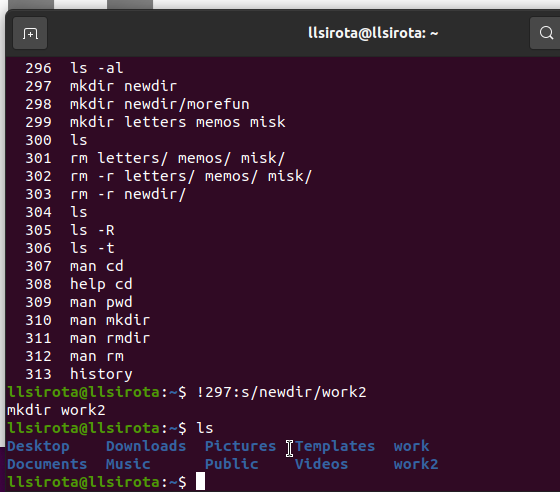 llsirota@llsirota: ~
296 ls -al
297 mkdir newdir
298 mkdir newdir/morefun
299 mkdir letters memos misk
300 ls
301 rm letters/ memos/ misk/
302 rm -r letters/ memos/ misk/
303 rm -r newdir/
304 ls
305 ls -R
306 ls -t
307 man cd
308 help cd
309 man pwd
310 man mkdir
311 man rmdir
312 man rm
313 history
llsirota@llsirota:~$ !297:s/newdir/work2
mkdir work2
llsirota@llsirota:~$ ls
Desktop Downloads Pictures Templates work
Documents Music Public Videos work2
llsirota@llsirota:~$